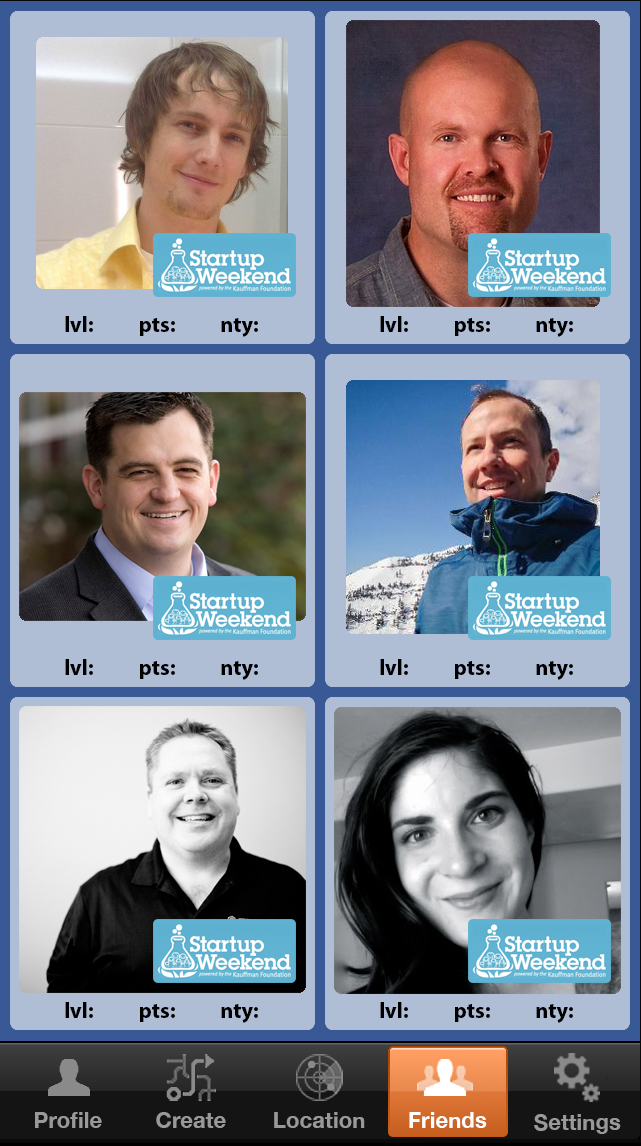 Startup
Weekend
powered by the Kauffman Foundation
lvl: pts: nty:
Startup
Weekend
powered by the Kauffman Foundation
lvl: pts: nty:
Startup
Weekend
powered by the Kauffman Foundation
lvl: pts: nty:
Startup
Weekend
powered by the Kauffman Foundation
lvl: pts: nty:
Startup
Weekend
powered by the Kauffman Foundation
lvl: pts: nty:
Startup
Weekend
powered by the Kauffman Foundation
lvl: pts: nty:
Profile Create Location Friends Settings